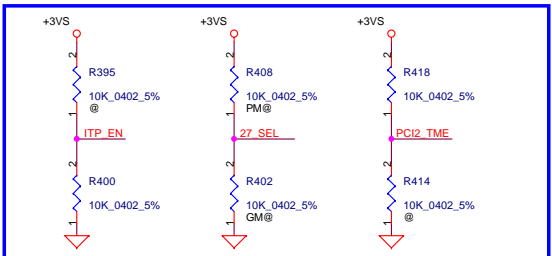 +3VS +3VS +3VS
2 2 2
R395 R408 R418
10K_0402_5% 10K_0402_5% 10K_0402_5%
@ PM@
1 1 1
ITP_EN 27_SEL PCI2_TME
2 2 2
R400 R402 R414
10K_0402_5% 10K_0402_5% 10K_0402_5%
GM@ @
1 1 1